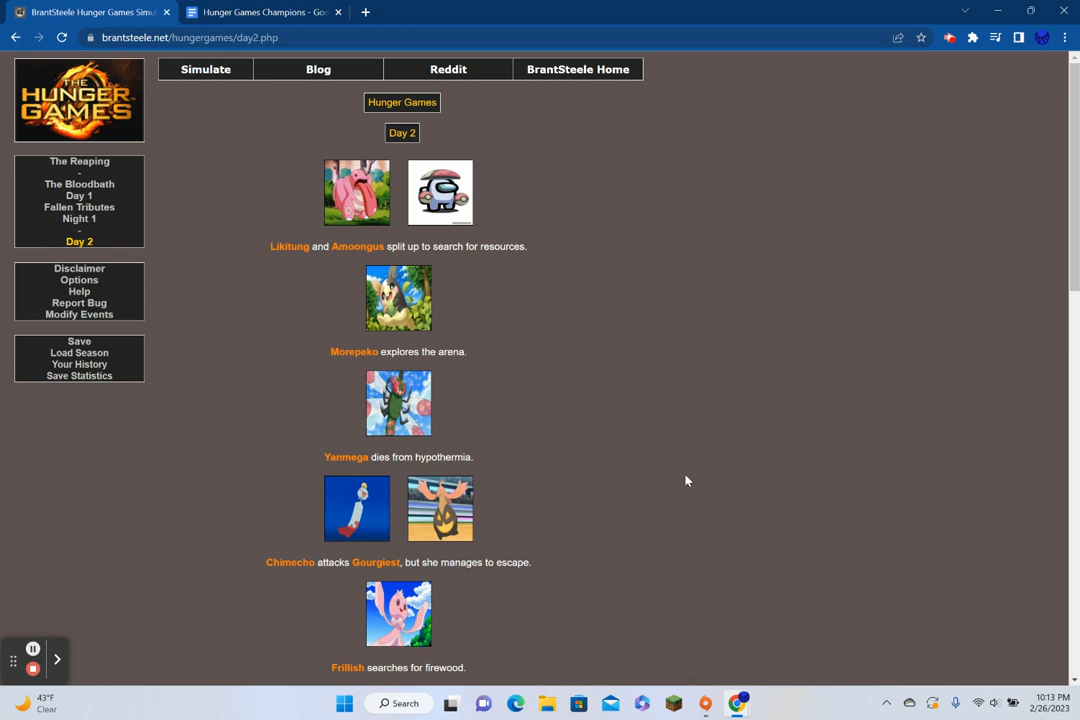 BrantSteele Hunger Games Simu
Hunger Games Champions - Goo
brantsteele.net/hungergames/day2.php
THE
HUNGER
GAMES
Simulate
Blog
Reddit
BrantSteele Home
Hunger Games
Day 2
The Reaping
-
The Bloodbath
Day 1
Fallen Tributes
Night 1
-
Day 2
Disclaimer
Options
Help
Report Bug
Modify Events
Save
Load Season
Your History
Save Statistics
Likitung and Amoongus split up to search for resources.
Morepeko explores the arena.
Yanmega dies from hypothermia.
Chimecho attacks Gourgiest, but she manages to escape.
Frillish searches for firewood.
43°F
Clear
Search
10:13 PM
2/26/2023